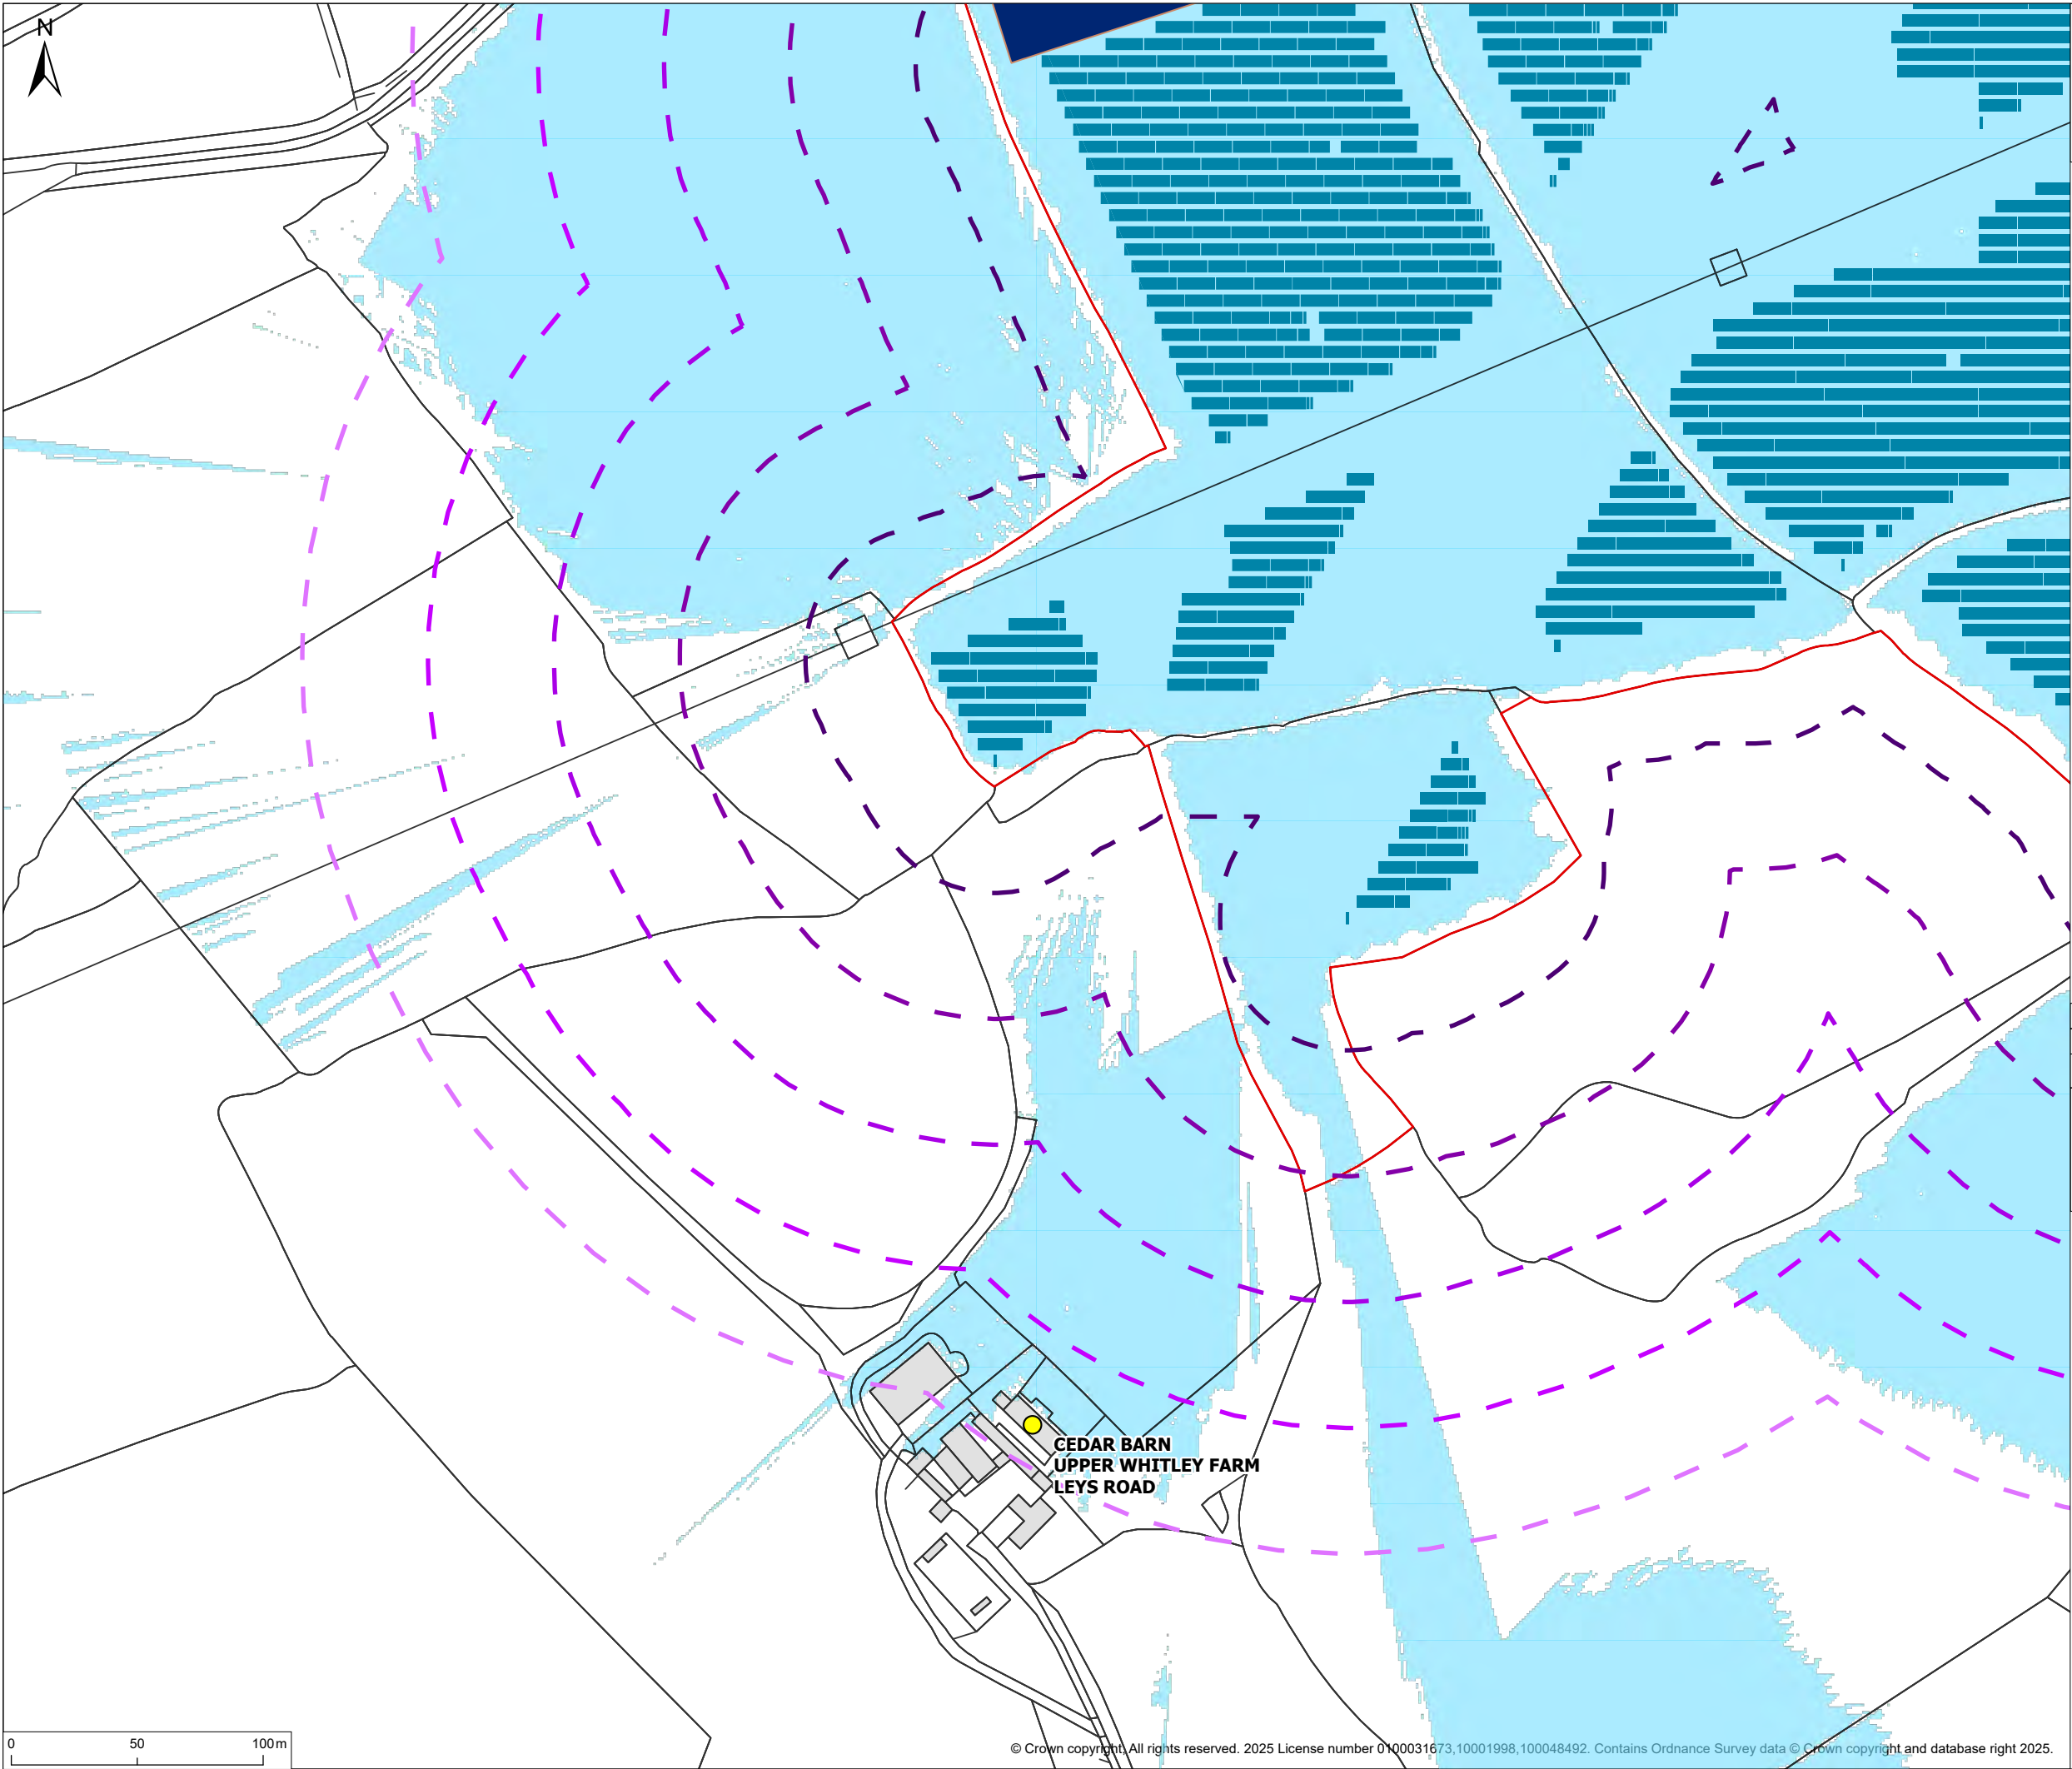 N
CEDAR BARN
UPPER WHITLEY FARM
LEYS ROAD
0 50 100 m
© Crown copyright, All rights reserved. 2025 License number 0100031673,10001998,100048492. Contains Ordnance Survey data © Crown copyright and database right 2025.